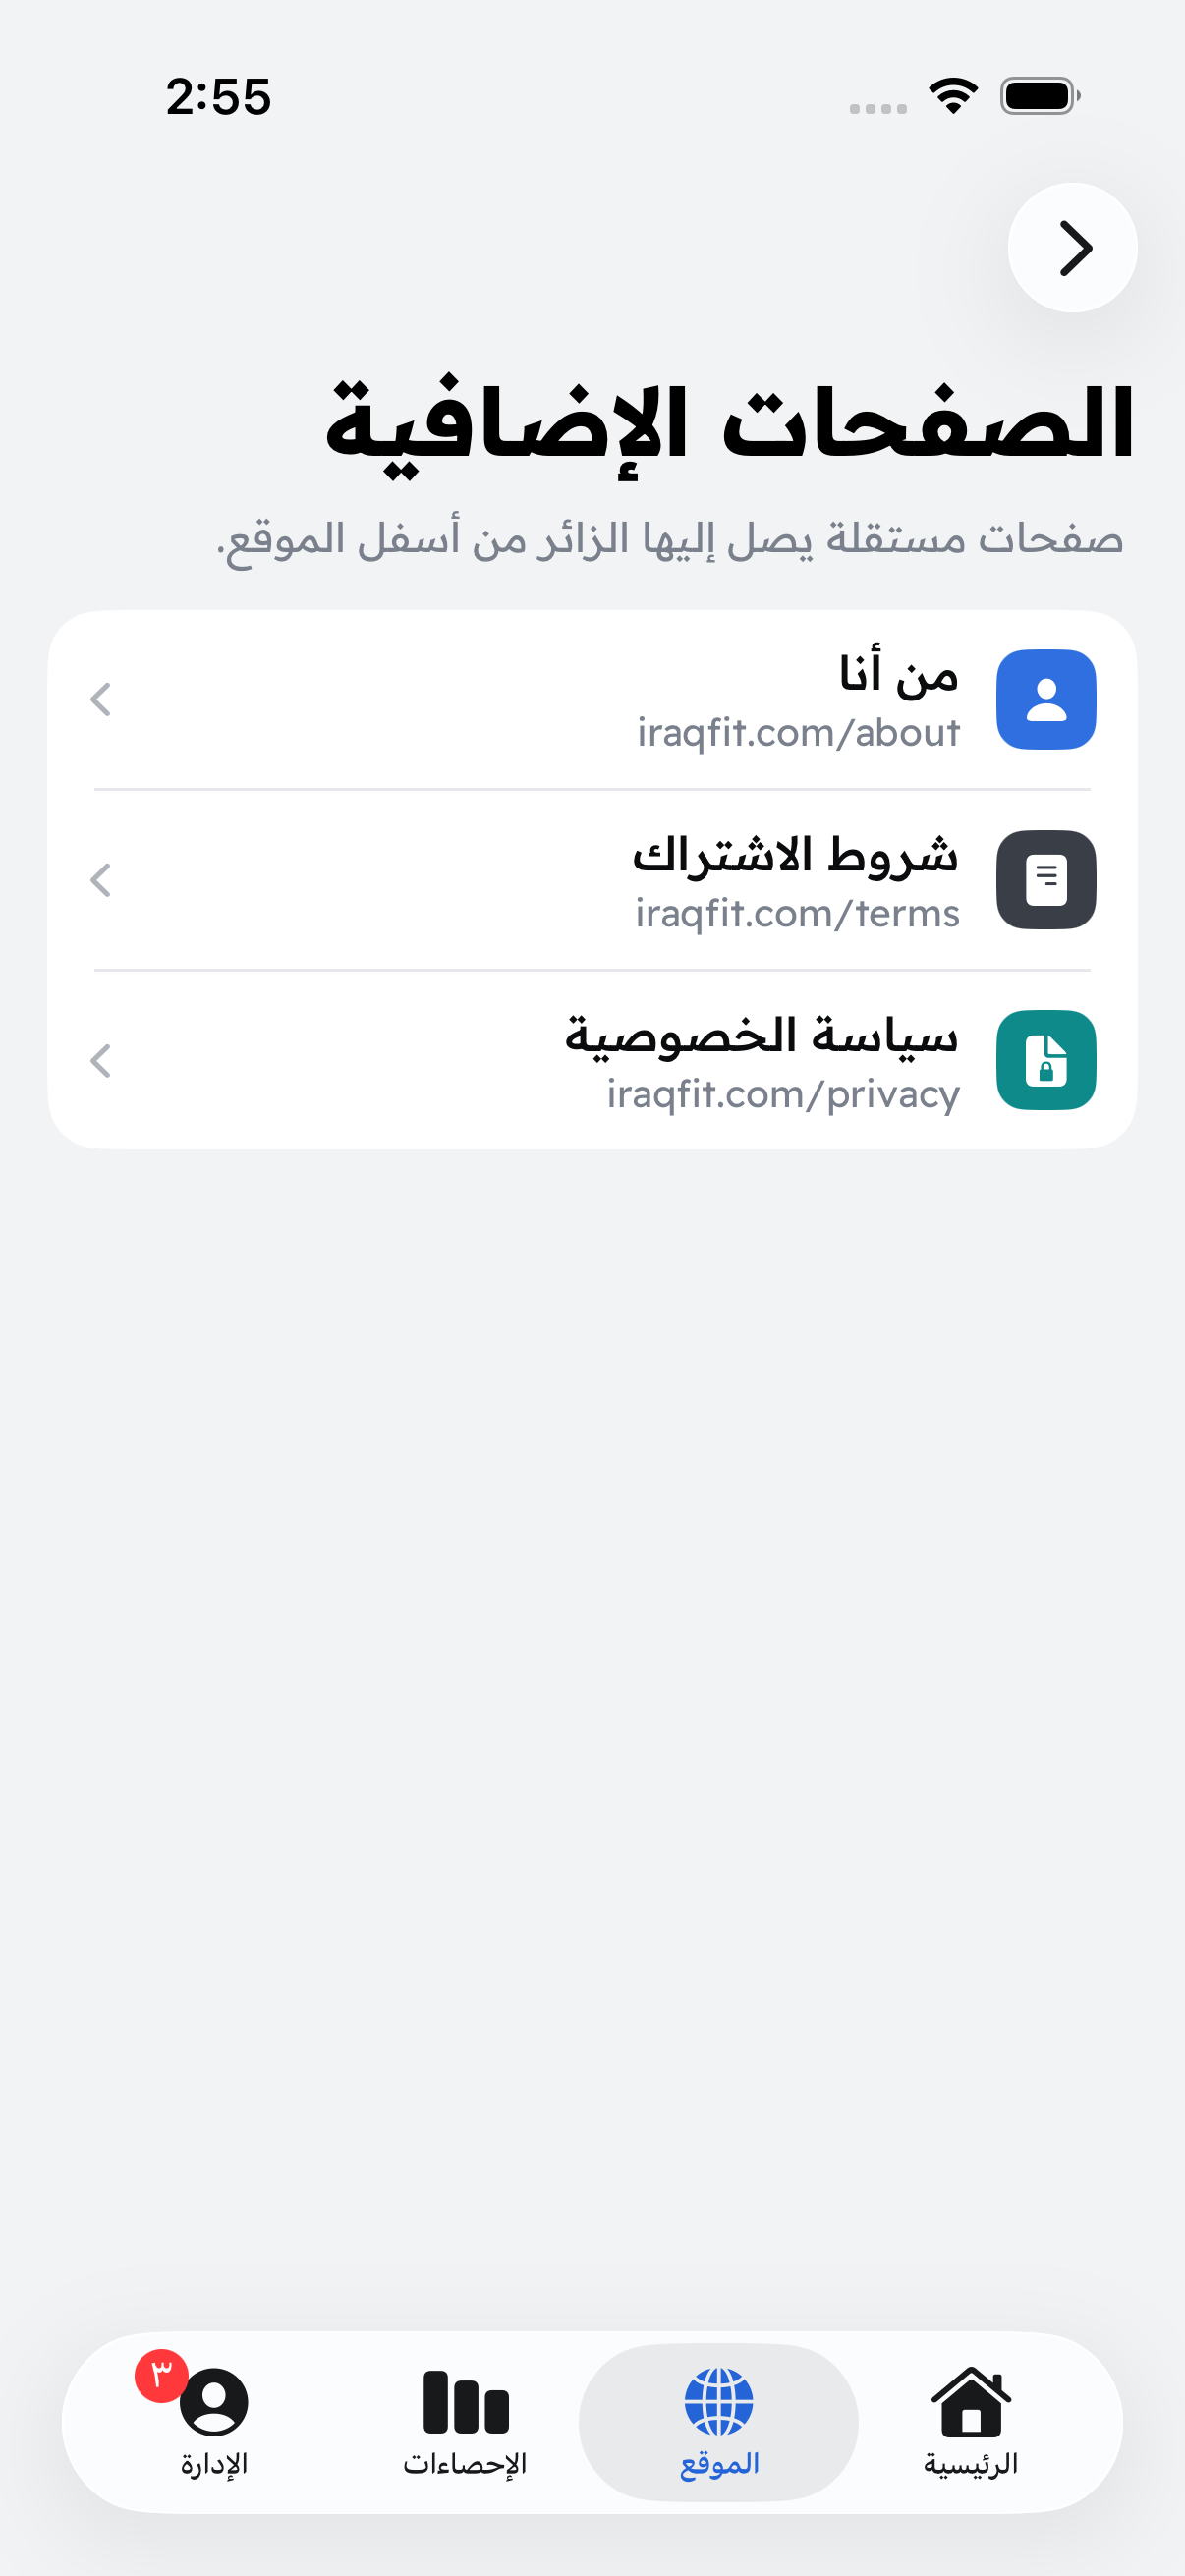 2:55
الصفحات الإضافية
صفحات مستقلة يصل إليها الزائر من أسفل الموقع.
من أنا
iraqfit.com/about
شروط الاشتراك
iraqfit.com/terms
سياسة الخصوصية
iraqfit.com/privacy
الرئيسية
الموقع
الإحصاءات
٣
الإدارة